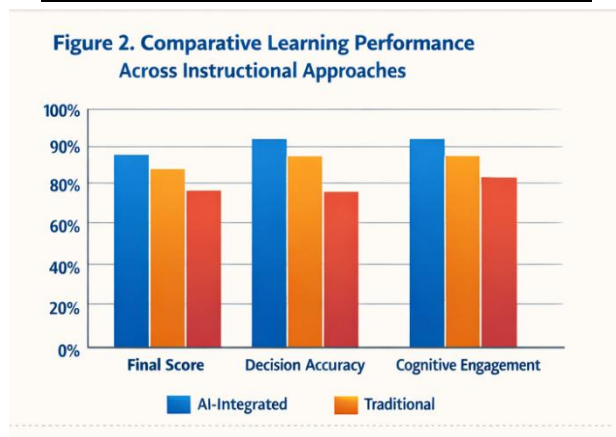 Figure 2. Comparative Learning Performance
Across Instructional Approaches
100%
90%
80%
60%
40%
20%
0%
Final Score Decision Accuracy Cognitive Engagement
AI-Integrated Traditional